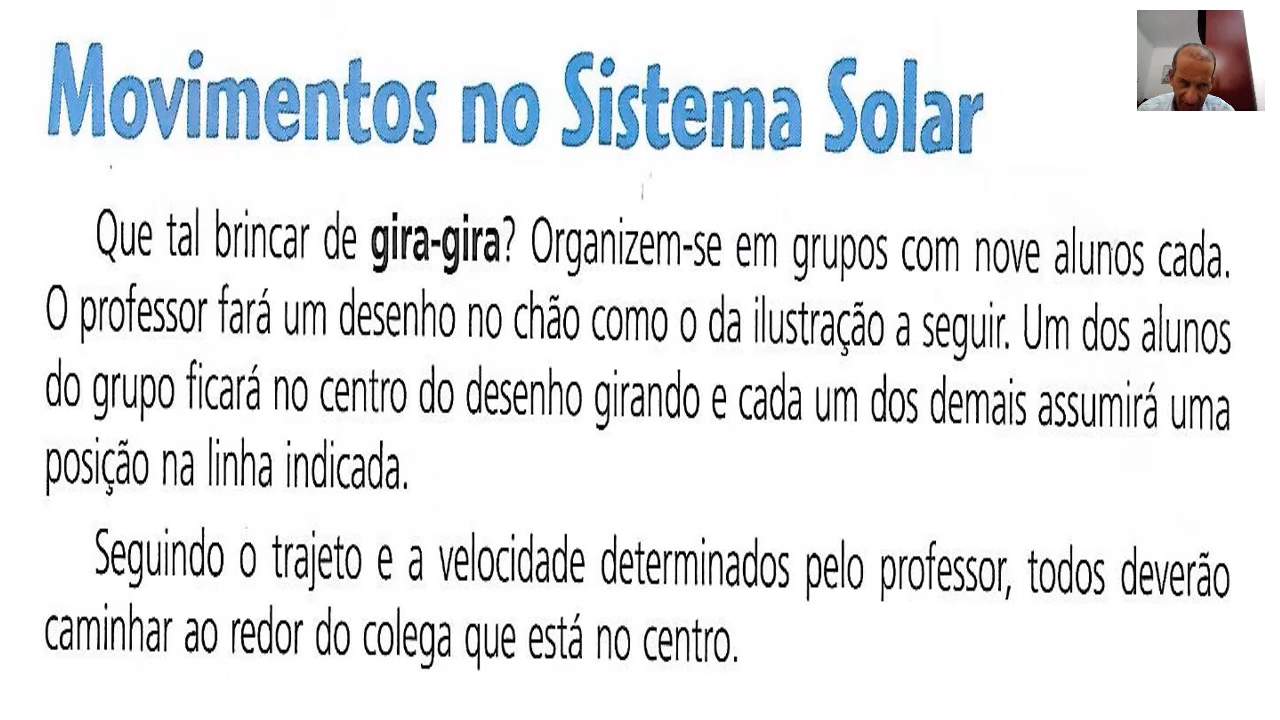 Movimentos no Sistema Solar
Que tal brincar de gira-gira? Organizem-se em grupos com nove alunos cada.
O professor fará um desenho no chão como o da ilustração a seguir. Um dos alunos
do grupo ficará no centro do desenho girando e cada um dos demais assumirá uma
posição na linha indicada.
Seguindo o trajeto e a velocidade determinados pelo professor, todos deverão
caminhar ao redor do colega que está no centro.